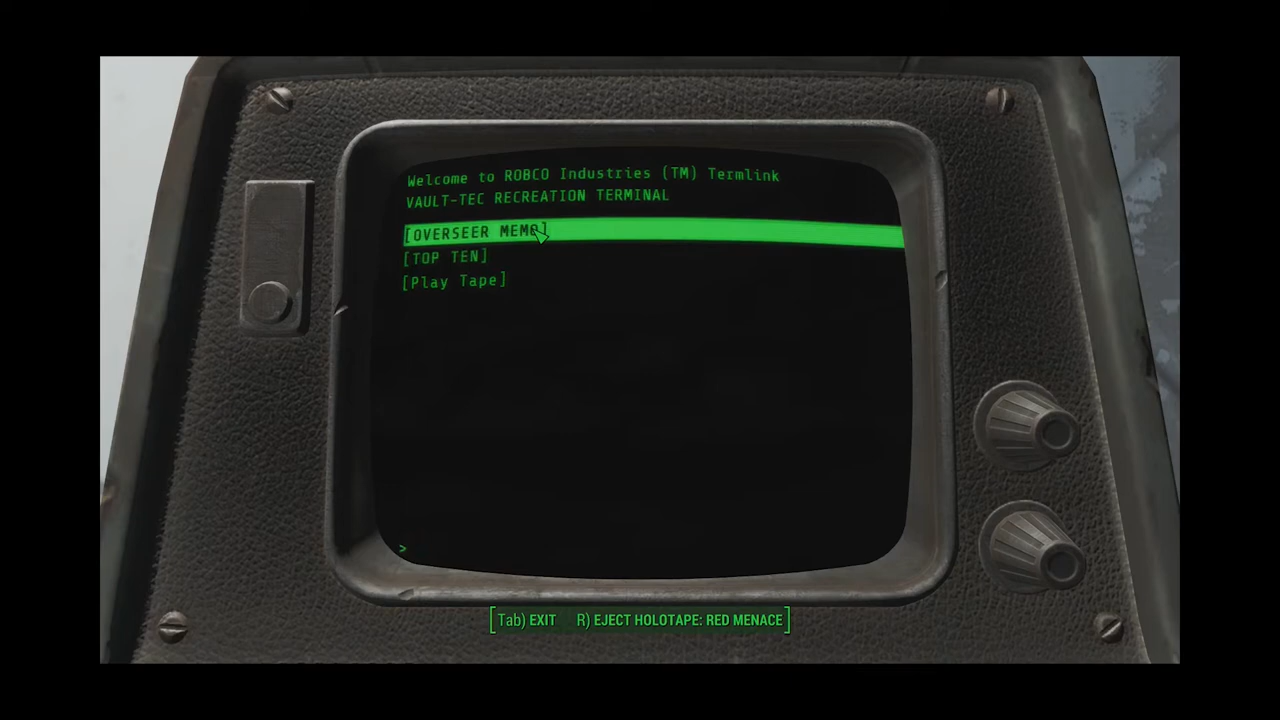 Welcome to ROBCO Industries (TM) Termlink
VAULT-TEC RECREATION TERMINAL
[OVERSEER MEMO]
[TOP TEN]
[Play Tape]
>
[Tab) EXIT R) EJECT HOLOTAPE: RED MENACE]